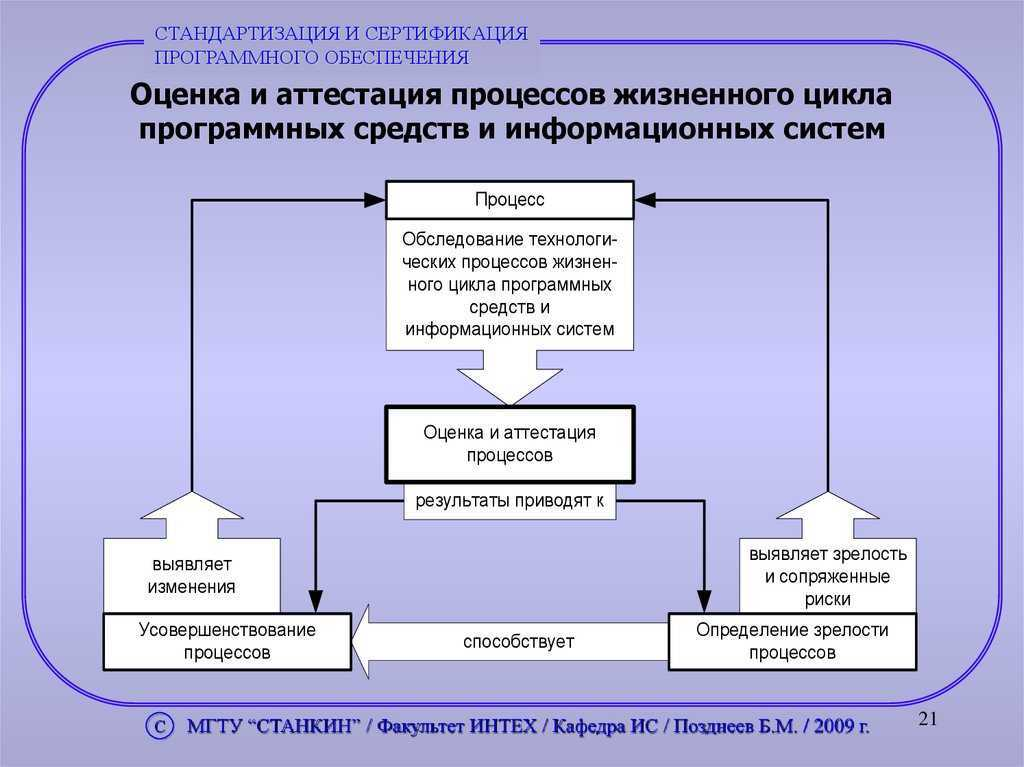 СТАНДАРТИЗАЦИЯ И СЕРТИФИКАЦИЯ
ПРОГРАММНОГО ОБЕСПЕЧЕНИЯ
Оценка и аттестация процессов жизненного цикла
программных средств и информационных систем
Процесс
Обследование технологи-
ческих процессов жизнен-
ного цикла программных
средств и
информационных систем
Оценка и аттестация
процессов
результаты приводят к
выявляет
изменения
выявляет зрелость
и сопряженные
риски
Усовершенствование
процессов
способствует
Определение зрелости
процессов
© МГТУ “СТАНКИН” / Факультет ИНТЕХ / Кафедра ИС / Позднеев Б.М. / 2009 г.
21